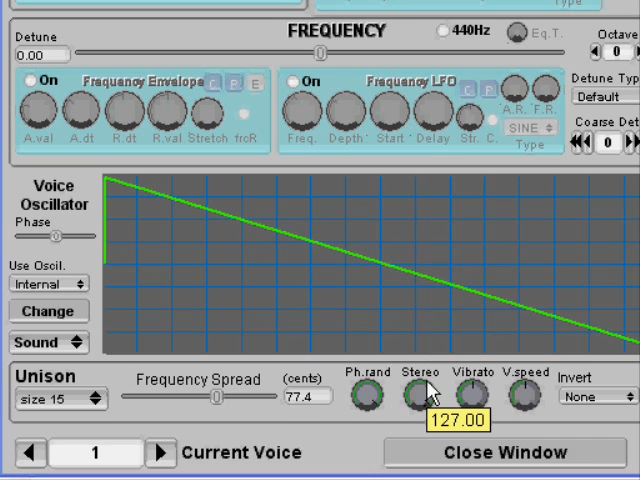 Type
FREQUENCY
440Hz
Eq.T.
Detune
0.00
Octave
0
On
Frequency Envelope
C
P
E
A.val
A.dt
R.dt
R.val
Stretch
frcR
On
Frequency LFO
C
P
A.R.
F.R.
Freq.
Depth
Start
Delay
Str.
C.
SINE
Type
Default
0
Voice
Oscillator
Phase
0
Use Oscil.
Internal
Change
Sound
Unison
size 15
Frequency Spread
(cents)
77.4
Ph.rand
Stereo
Vibrato
V.speed
Invert
None
127.00
1
Current Voice
Close Window